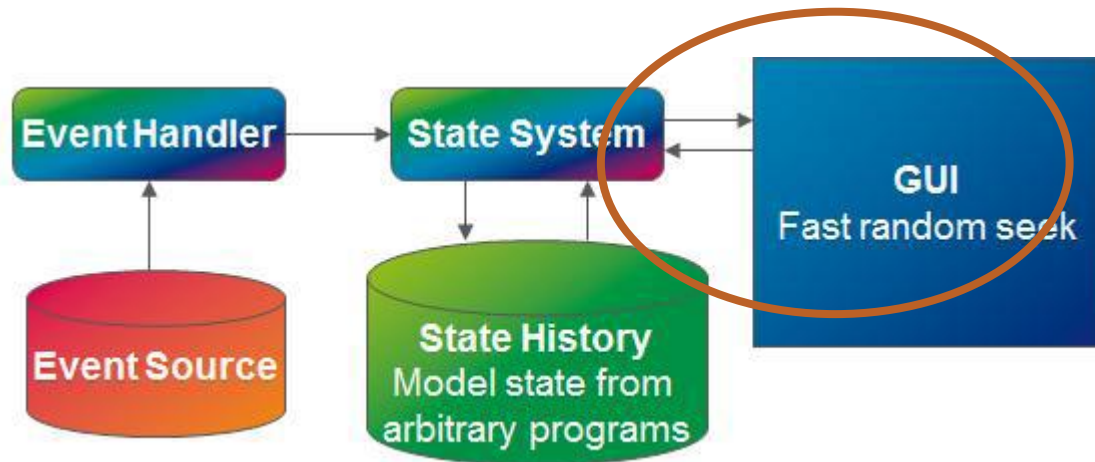 Event Handler
State System
GUI
Fast random seek
Event Source
State History
Model state from
arbitrary programs